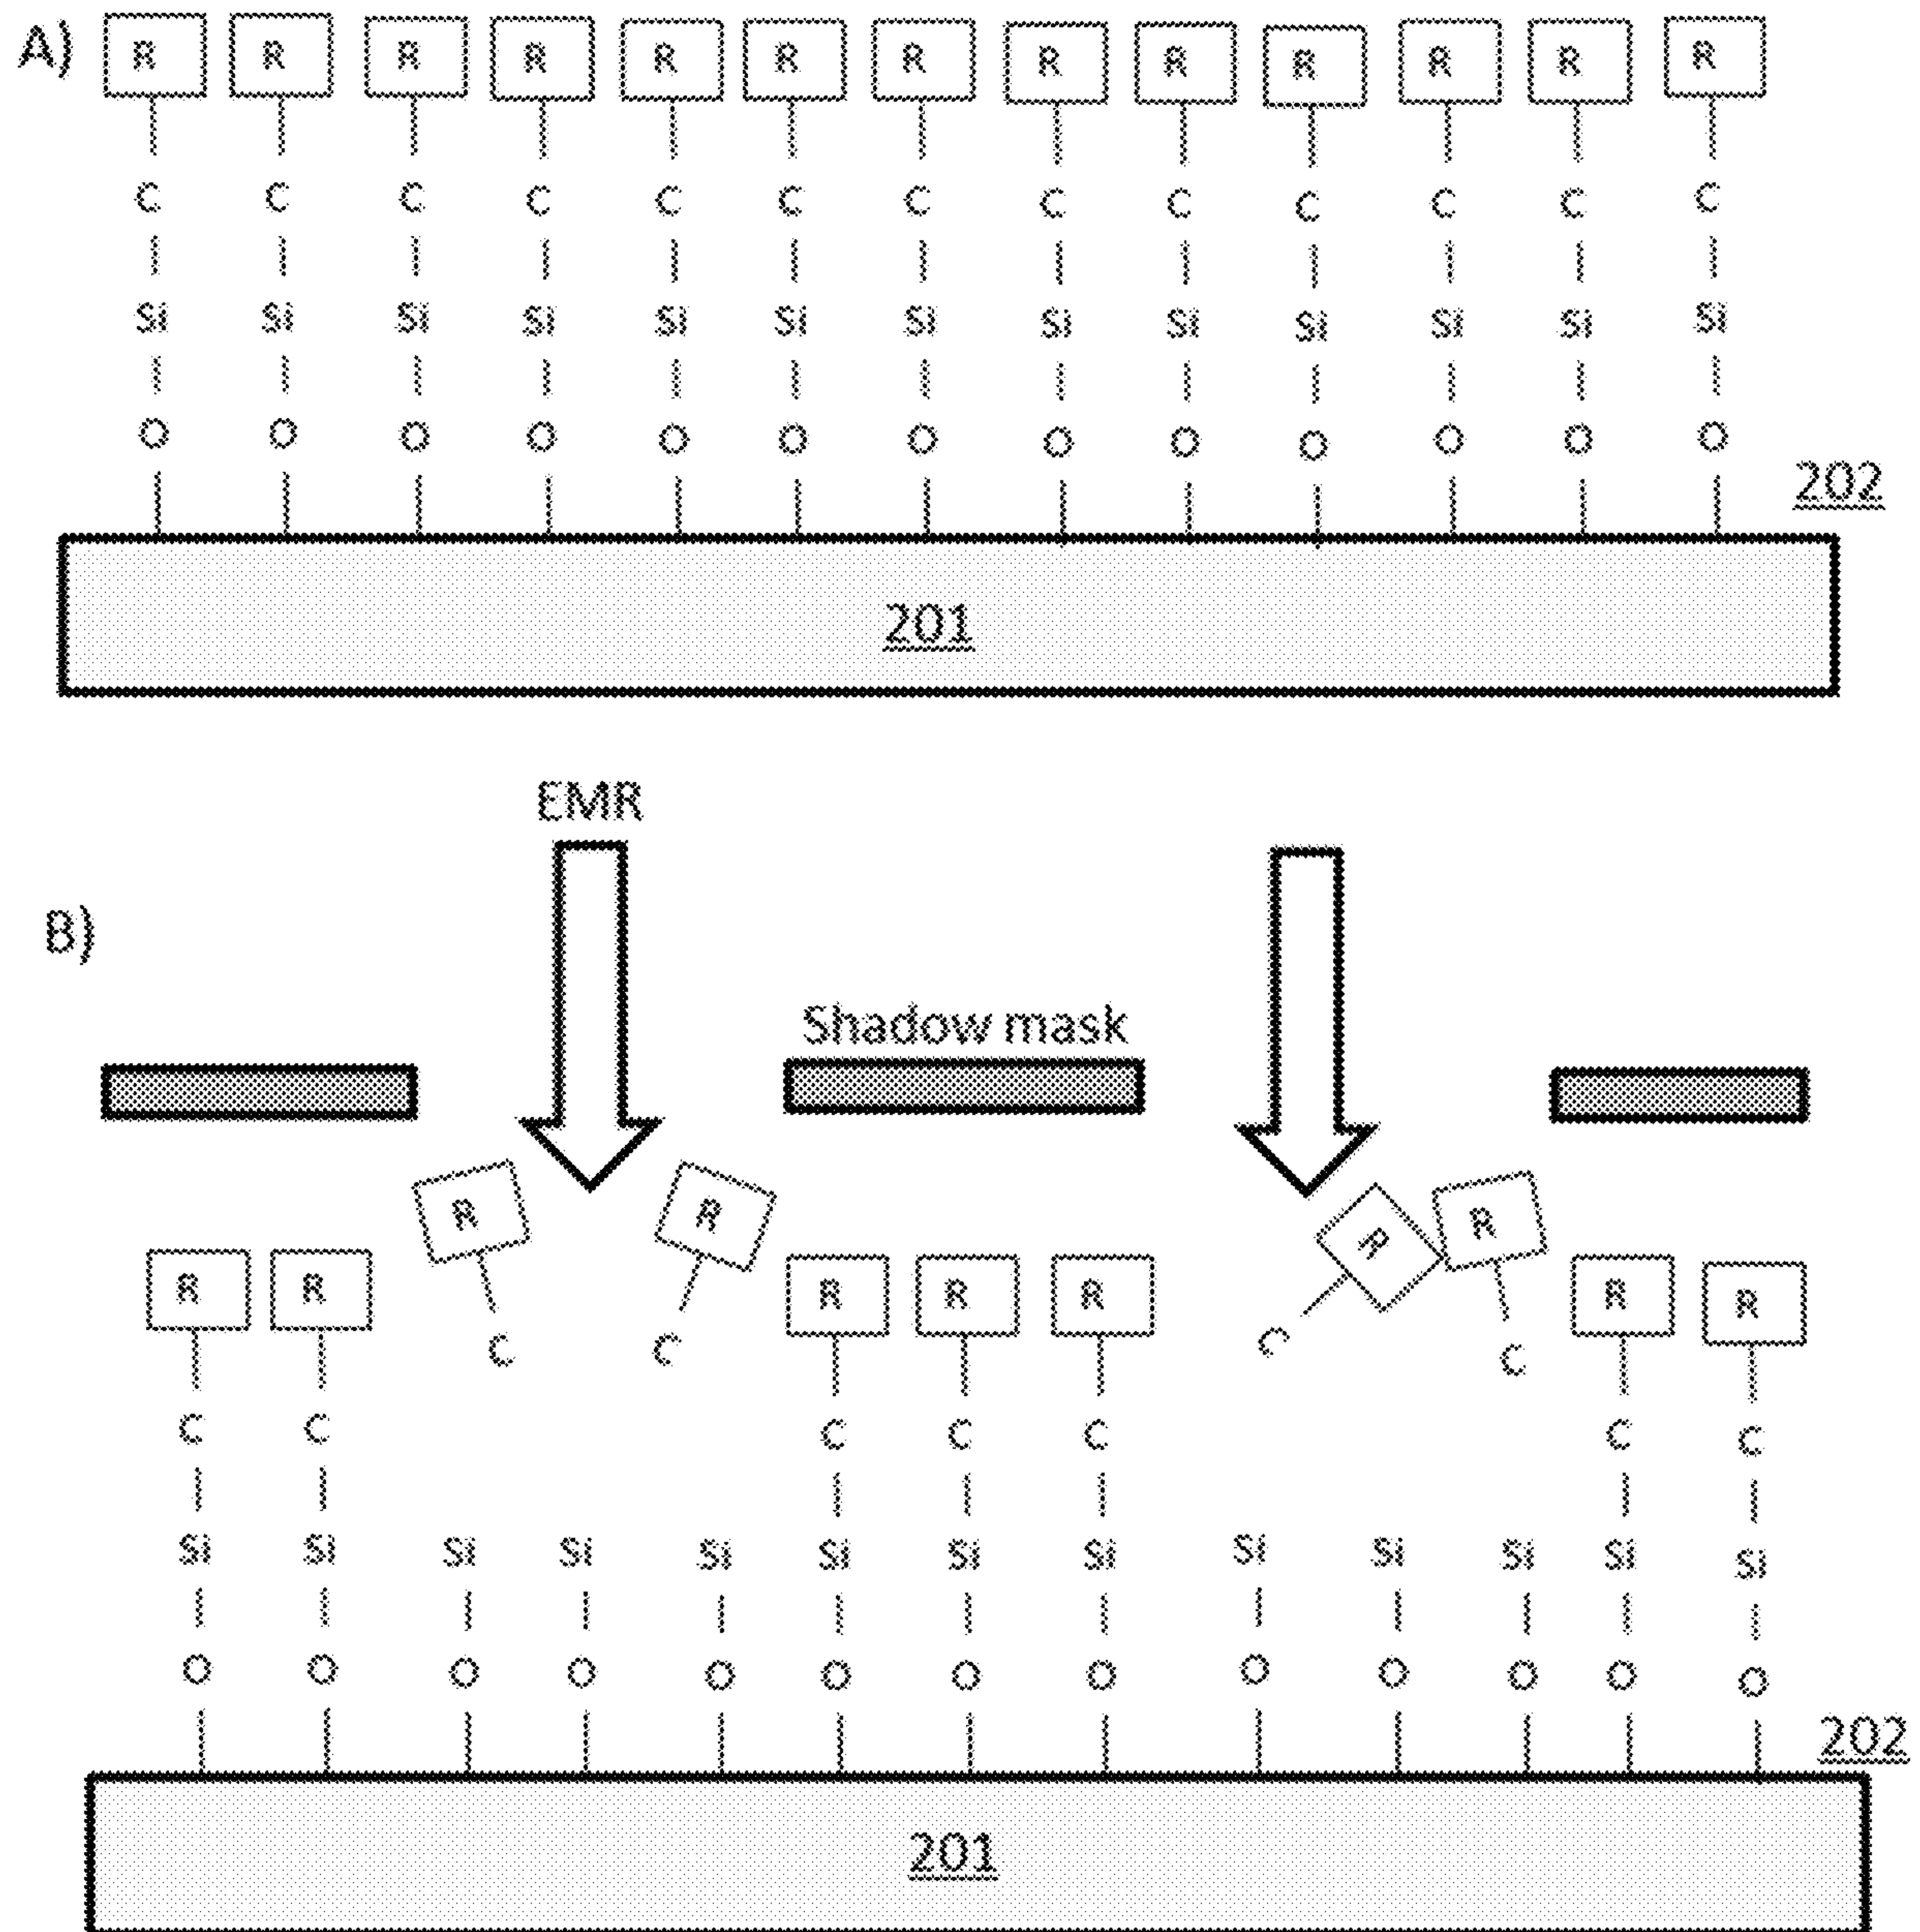 A) R R R R R R R R R R R R R
C C C C C C C C C C C C C
Si Si Si Si Si Si Si Si Si Si Si Si Si
O O O O O O O O O O O O O
202
201
EMR
B)
Shadow mask
R R R R
R R R R R R R
C C C C
C C C C C C C
Si Si Si Si Si Si Si Si Si Si Si Si Si
O O O O O O O O O O O O O
202
201